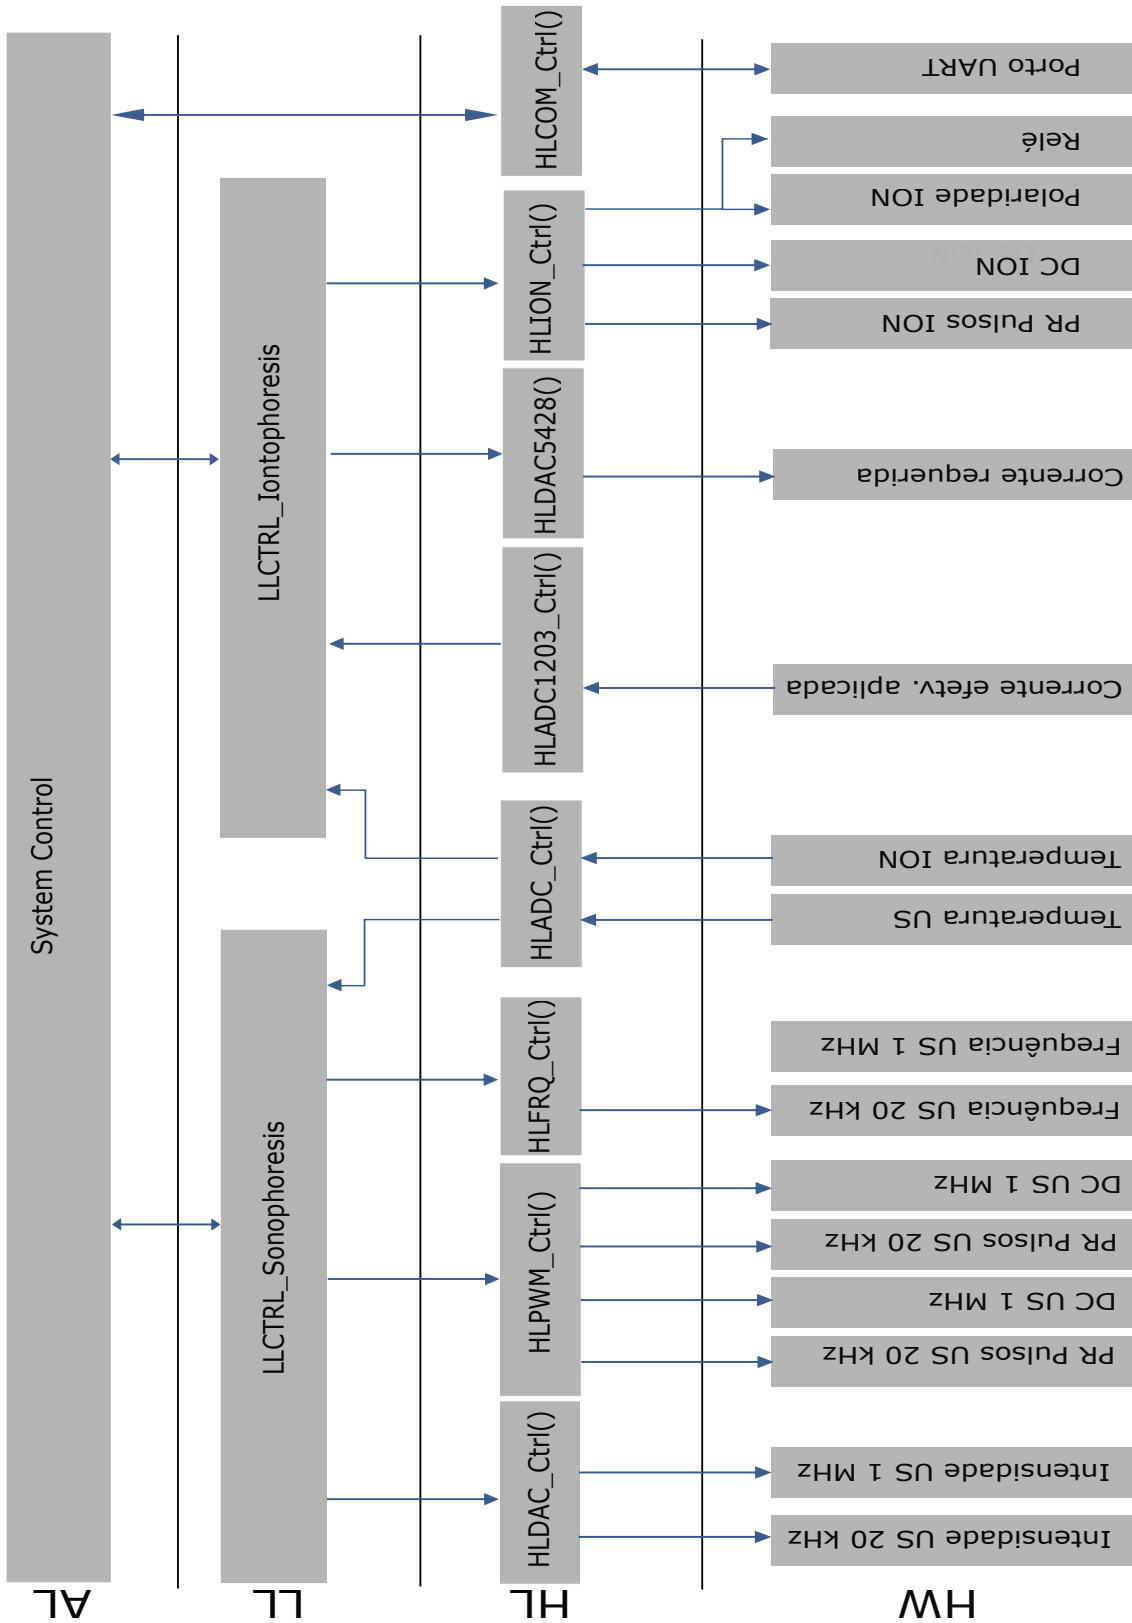 AL
LL
HL
HW
System Control
LLCTRL_Iontophoresis
LLCTRL_Sonophoresis
HLCOM_Ctrl()
HLION_Ctrl()
HLDAC5428()
HLADC1203_Ctrl()
HLADC_Ctrl()
HLFRQ_Ctrl()
HLPWM_Ctrl()
HLDAC_Ctrl()
Porto UART
Relé
Polaridade ION
DC ION
DC ION
PR Pulsos ION
Corrente requerida
Corrente efetv. aplicada
Temperatura ION
Temperatura US
Frequência US 1 MHz
Frequência US 20 kHz
DC US 1 MHz
PR Pulsos US 20 kHz
DC US 1 MHz
PR Pulsos US 20 kHz
Intensidade US 1 MHz
Intensidade US 20 kHz